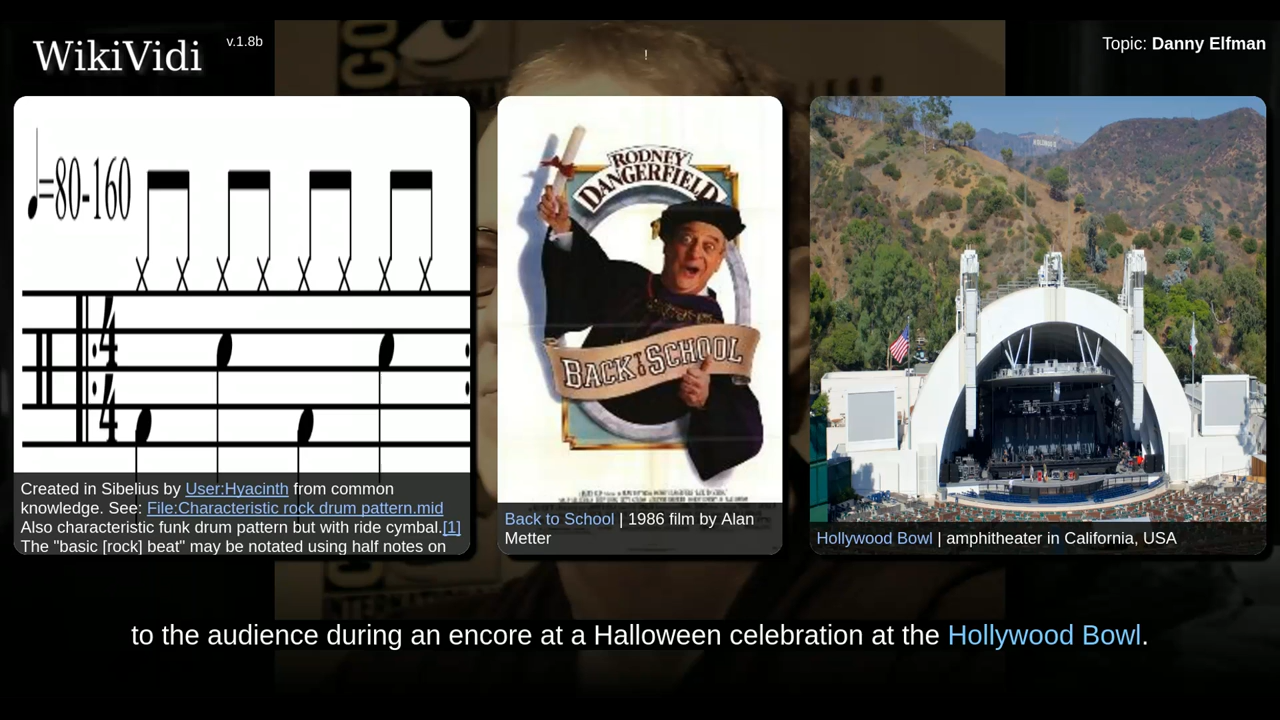 WikiVidi
v.1.8b
!
Topic: Danny Elfman
♩=80-160
4
4
Created in Sibelius by User:Hyacinth from common
knowledge. See: File:Characteristic rock drum pattern.mid
Also characteristic funk drum pattern but with ride cymbal.[1]
The "basic [rock] beat" may be notated using half notes on
RODNEY
DANGERFIELD
BACK TO SCHOOL
Back to School | 1986 film by Alan
Metter
HOLLYWOOD
Hollywood Bowl | amphitheater in California, USA
to the audience during an encore at a Halloween celebration at the Hollywood Bowl.